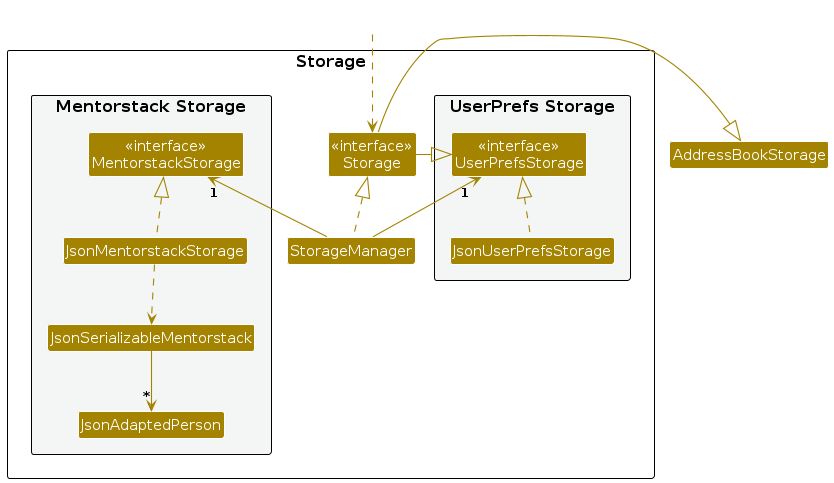 Storage
Mentorstack Storage
UserPrefs Storage
«interface»
MentorstackStorage
«interface»
Storage
«interface»
UserPrefsStorage
AddressBookStorage
1
1
JsonMentorstackStorage
StorageManager
JsonUserPrefsStorage
JsonSerializableMentorstack
*
JsonAdaptedPerson